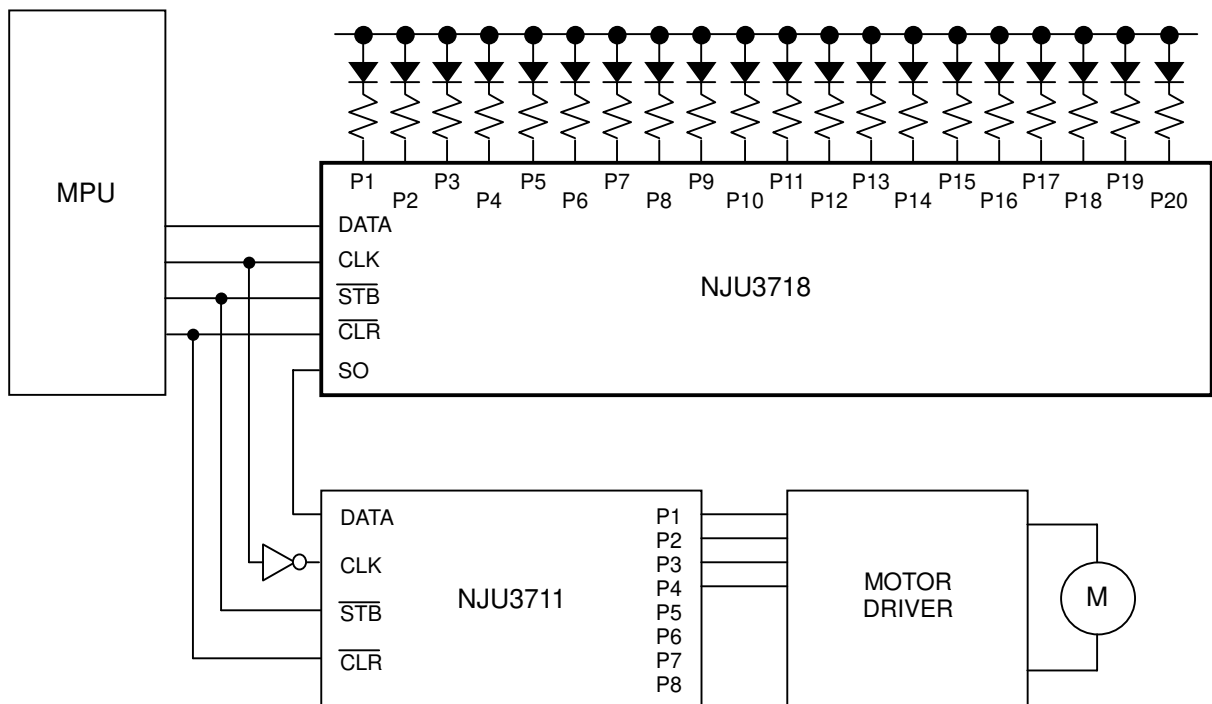 MPU
P1 P3 P5 P7 P9 P11 P13 P15 P17 P19
P2 P4 P6 P8 P10 P12 P14 P16 P18 P20
DATA
CLK
STB
CLR
SO
NJU3718
DATA
CLK
STB
CLR
NJU3711
P1
P2
P3
P4
P5
P6
P7
P8
MOTOR
DRIVER
M